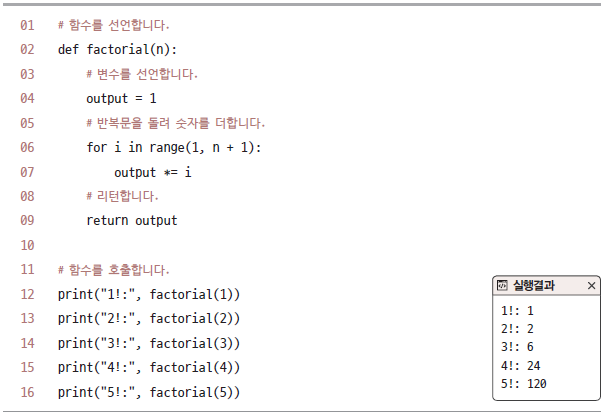 01 # 함수를 선언합니다.
02 def factorial(n):
03 # 변수를 선언합니다.
04 output = 1
05 # 반복문을 돌려 숫자를 더합니다.
06 for i in range(1, n + 1):
07 output *= i
08 # 리턴합니다.
09 return output
10
11 # 함수를 호출합니다.
12 print("1!:", factorial(1))
13 print("2!:", factorial(2))
14 print("3!:", factorial(3))
15 print("4!:", factorial(4))
16 print("5!:", factorial(5))
실행결과
1!: 1
2!: 2
3!: 6
4!: 24
5!: 120